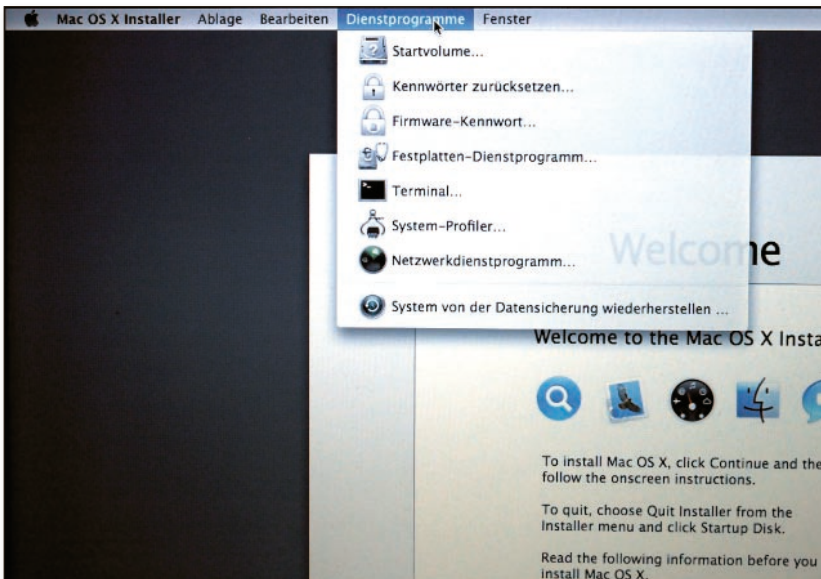 Mac OS X Installer Ablage Bearbeiten Dienstprogramme Fenster
Startvolume...
Kennwörter zurücksetzen...
Firmware-Kennwort...
Festplatten-Dienstprogramm...
Terminal...
System-Profiler...
Netzwerkdienstprogramm...
System von der Datensicherung wiederherstellen ...
Welcome
Welcome to the Mac OS X Insta
To install Mac OS X, click Continue and the
follow the onscreen instructions.
To quit, choose Quit Installer from the
Installer menu and click Startup Disk.
Read the following information before you
install Mac OS X.